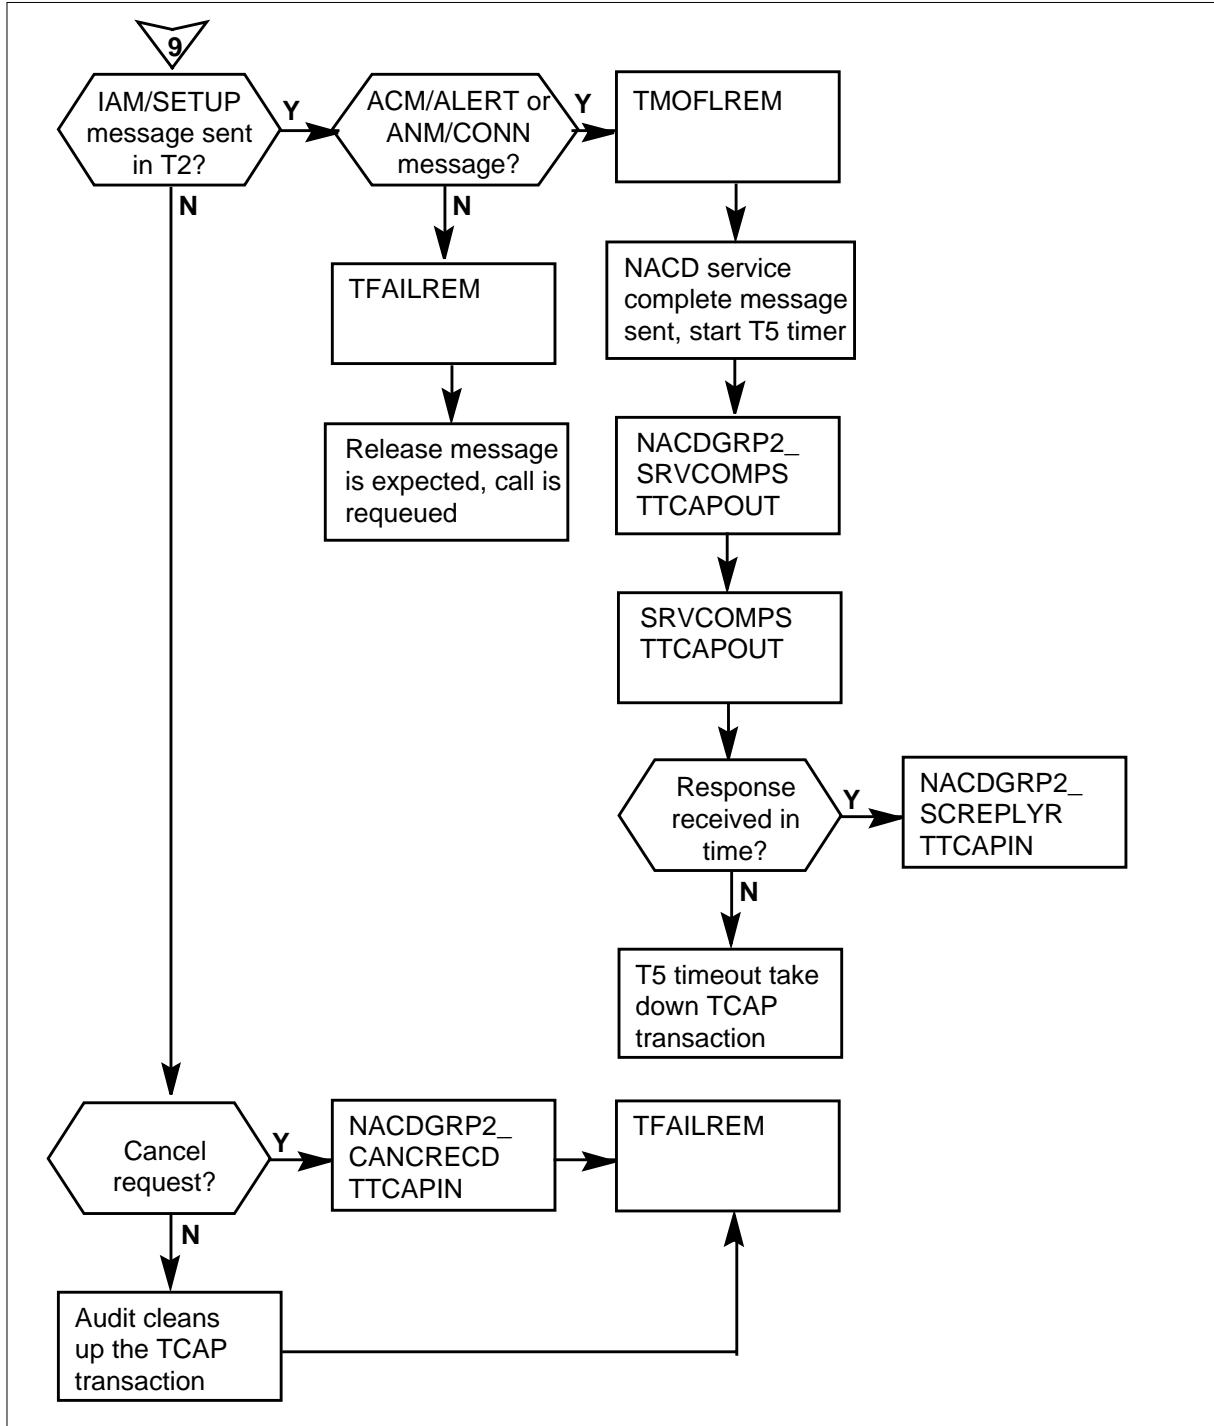 9
IAM/SETUP
message sent
in T2?
Y
N
ACM/ALERT or
ANM/CONN
message?
Y
N
TMOFLREM
TFAILREM
Release message
is expected, call is
requeued
NACD service
complete message
sent, start T5 timer
NACDGRP2_
SRVCOMPS
TTCAPOUT
SRVCOMPS
TTCAPOUT
Response
received in
time?
Y
N
NACDGRP2_
SCREPLYR
TTCAPIN
T5 timeout take
down TCAP
transaction
Cancel
request?
Y
N
NACDGRP2_
CANCRECD
TTCAPIN
TFAILREM
Audit cleans
up the TCAP
transaction